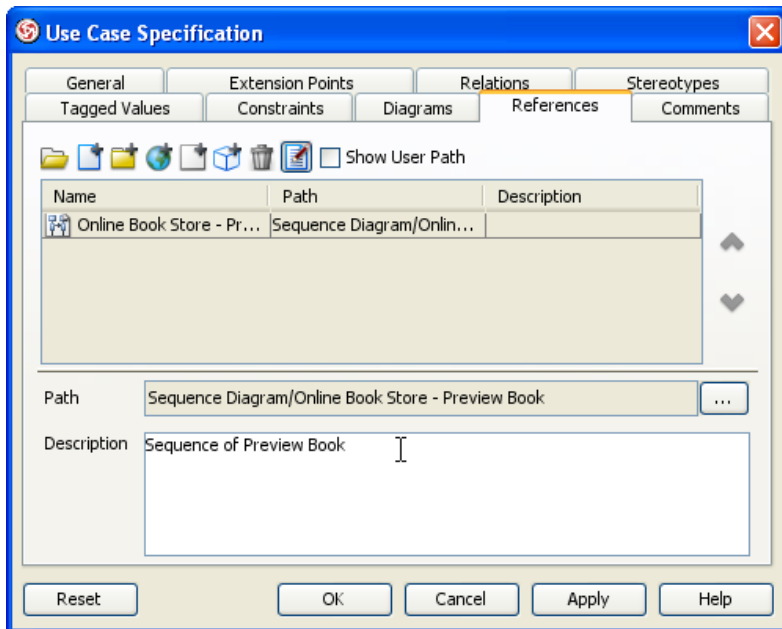 Use Case Specification
General Extension Points Relations Stereotypes
Tagged Values Constraints Diagrams References Comments
Show User Path
Name Path Description
Online Book Store - Pr... Sequence Diagram/Onlin...
Path Sequence Diagram/Online Book Store - Preview Book ...
Description Sequence of Preview Book
Reset OK Cancel Apply Help